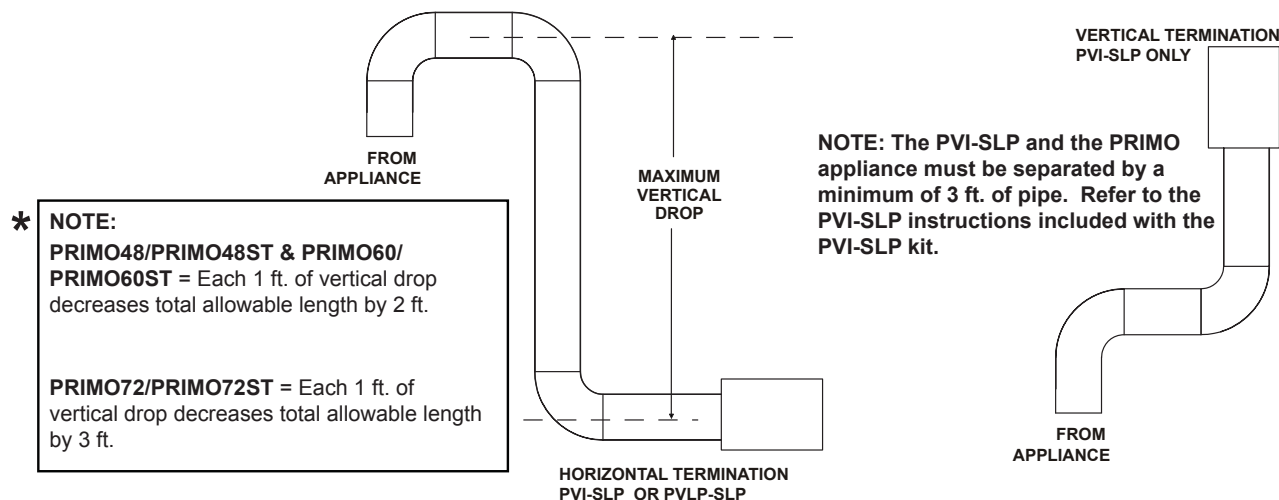 FROM
APPLIANCE
*
NOTE:
PRIMO48/PRIMO48ST & PRIMO60/
PRIMO60ST = Each 1 ft. of vertical drop
decreases total allowable length by 2 ft.
PRIMO72/PRIMO72ST = Each 1 ft. of
vertical drop decreases total allowable length
by 3 ft.
MAXIMUM
VERTICAL
DROP
HORIZONTAL TERMINATION
PVI-SLP OR PVLP-SLP
VERTICAL TERMINATION
PVI-SLP ONLY
NOTE: The PVI-SLP and the PRIMO
appliance must be separated by a
minimum of 3 ft. of pipe. Refer to the
PVI-SLP instructions included with the
PVI-SLP kit.
FROM
APPLIANCE